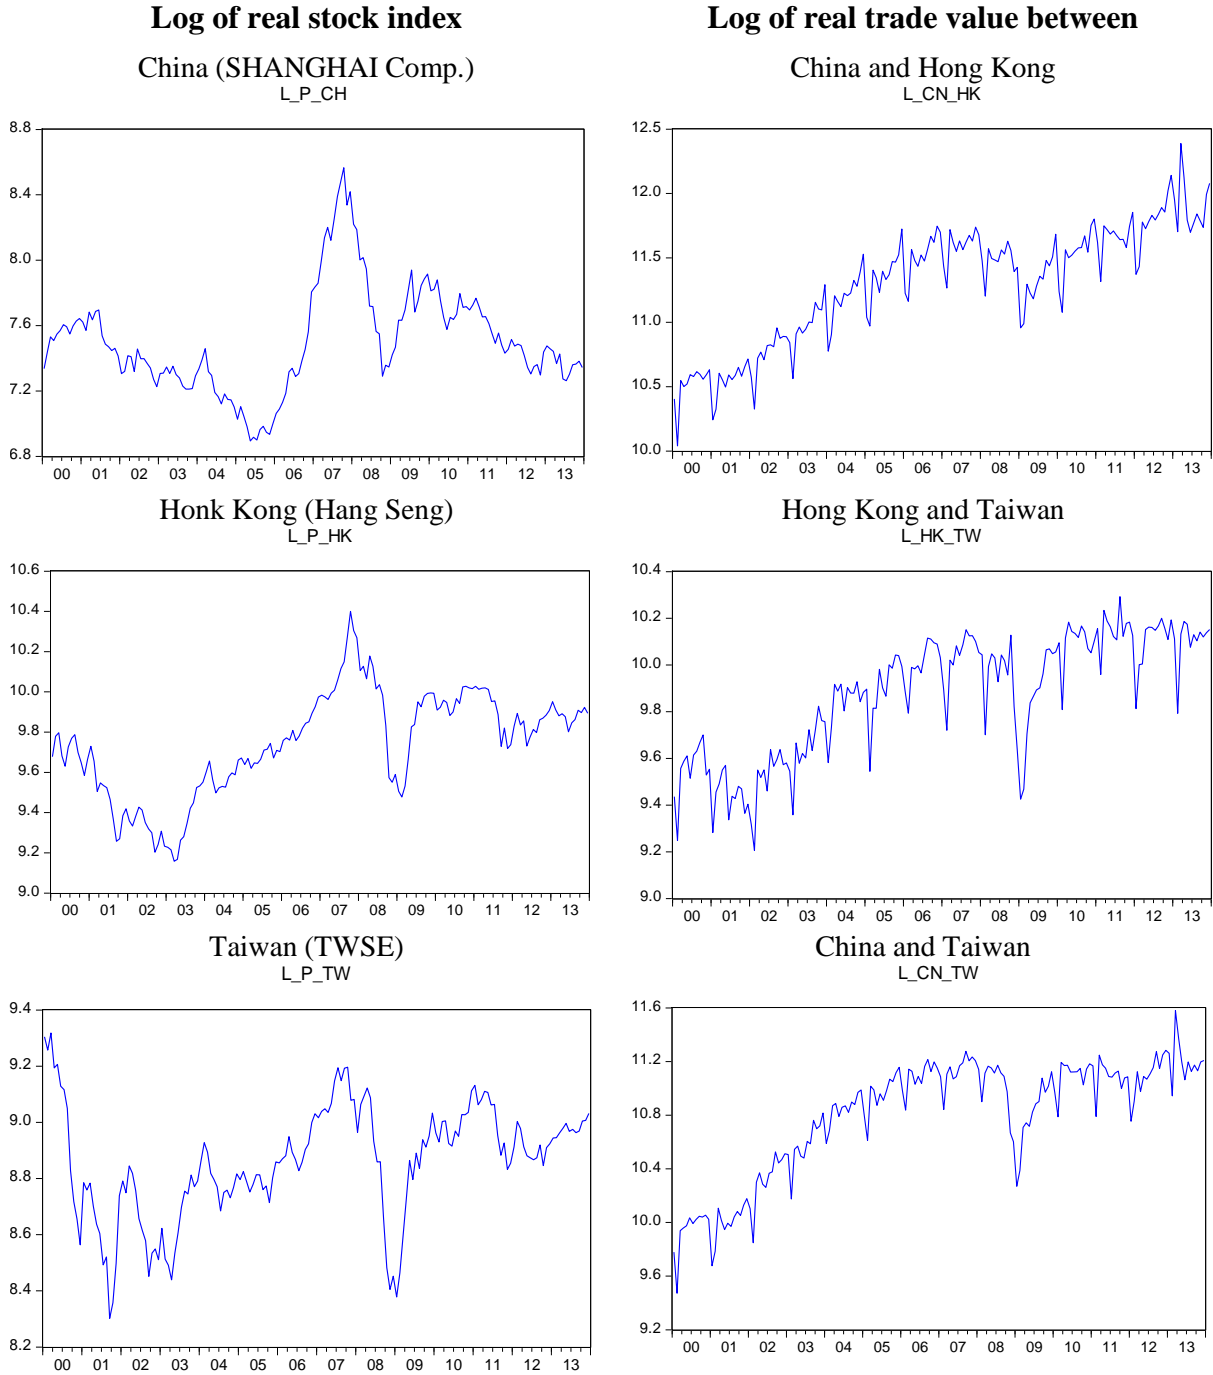 Log of real stock index
Log of real trade value between
China (SHANGHAI Comp.)
L_P_CH
8.8
8.4
8.0
7.6
7.2
6.8
00 01 02 03 04 05 06 07 08 09 10 11 12 13
China and Hong Kong
L_CN_HK
12.5
12.0
11.5
11.0
10.5
10.0
00 01 02 03 04 05 06 07 08 09 10 11 12 13
Honk Kong (Hang Seng)
L_P_HK
10.6
10.4
10.2
10.0
9.8
9.6
9.4
9.2
9.0
00 01 02 03 04 05 06 07 08 09 10 11 12 13
Hong Kong and Taiwan
L_HK_TW
10.4
10.2
10.0
9.8
9.6
9.4
9.2
9.0
00 01 02 03 04 05 06 07 08 09 10 11 12 13
Taiwan (TWSE)
L_P_TW
9.4
9.2
9.0
8.8
8.6
8.4
8.2
00 01 02 03 04 05 06 07 08 09 10 11 12 13
China and Taiwan
L_CN_TW
11.6
11.2
10.8
10.4
10.0
9.6
9.2
00 01 02 03 04 05 06 07 08 09 10 11 12 13